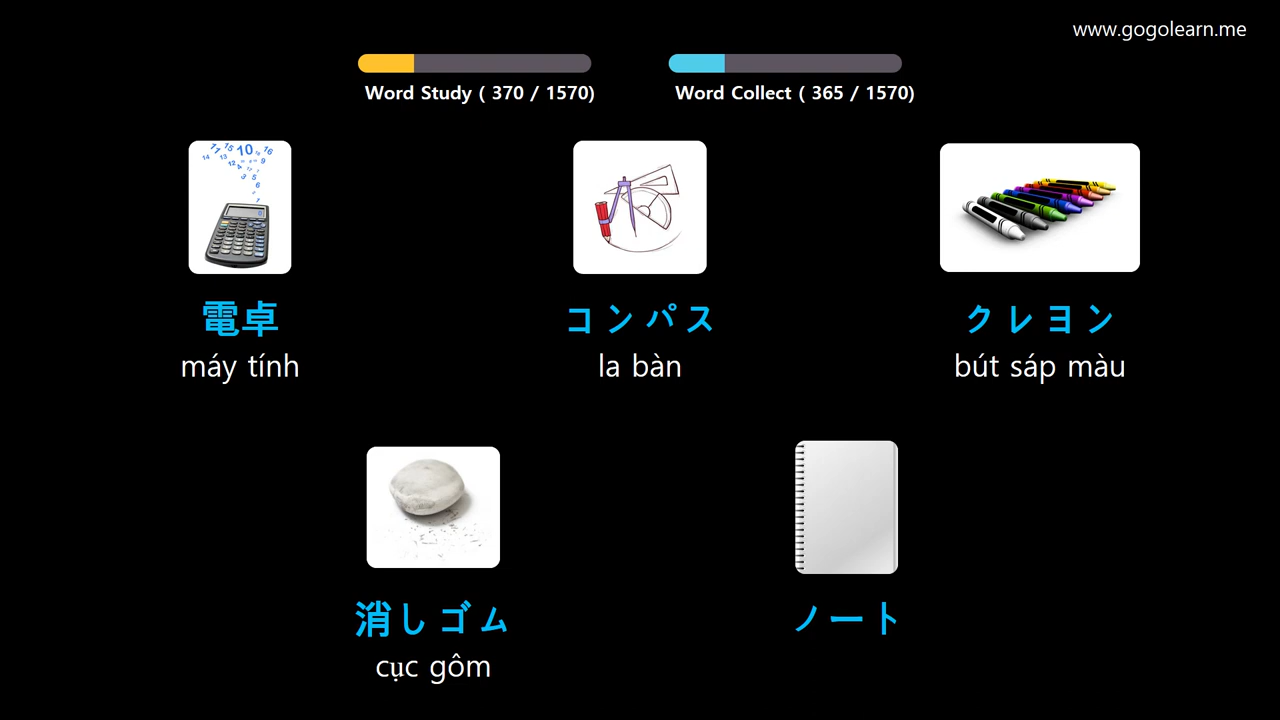 www.gogolearn.me
Word Study ( 370 / 1570)
Word Collect ( 365 / 1570)
電卓
máy tính
コンパス
la bàn
クレヨン
bút sáp màu
消しゴム
cục gôm
ノート